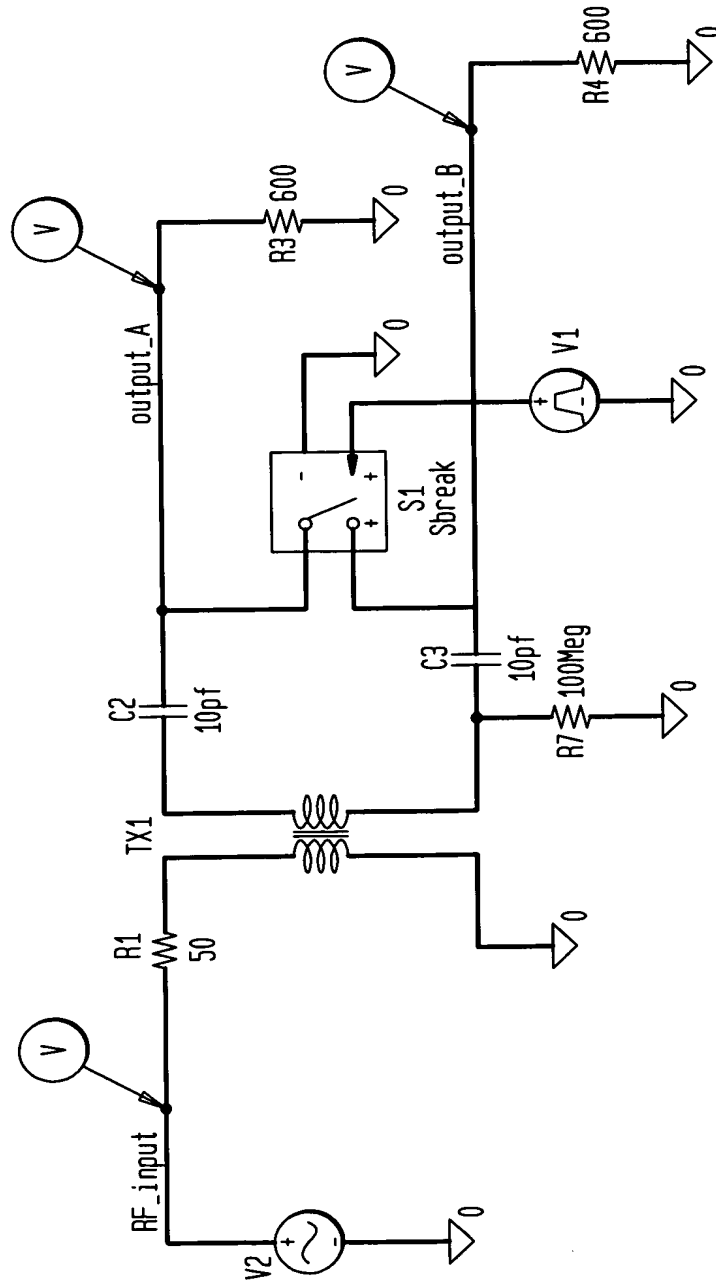 V2
+
-
0
RF_input
V
R1
50
0
TX1
C2
10pf
R7
100Meg
0
C3
10pf
S1
Sbreak
-
+
+
0
output_A
V
R3
600
0
V1
+
-
0
output_B
V
R4
600
0